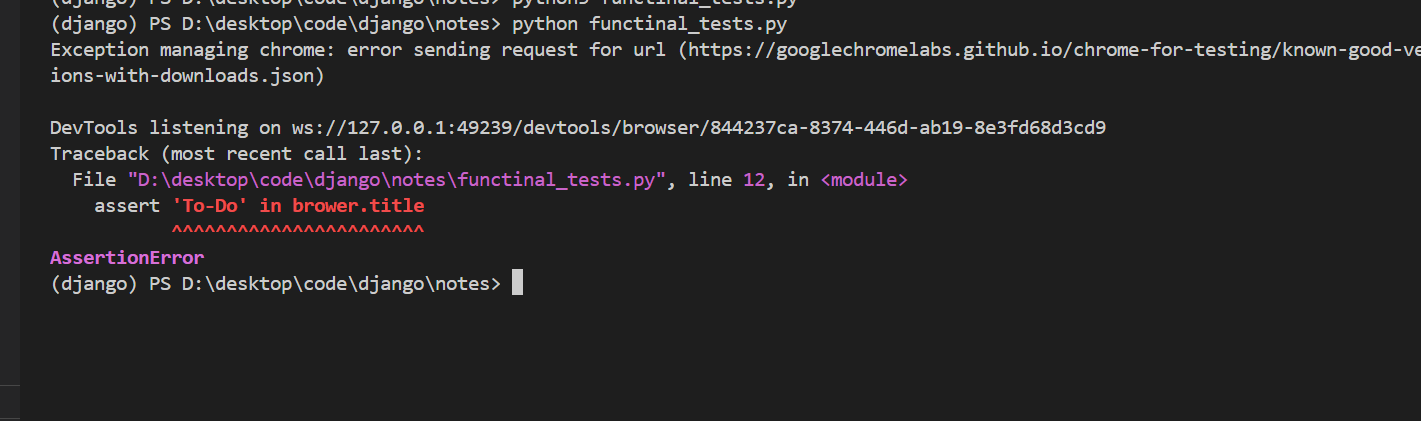 (django) PS D:\desktop\code\django\notes> python3 functinal_tests.py
(django) PS D:\desktop\code\django\notes> python functinal_tests.py
Exception managing chrome: error sending request for url (https://googlechromelabs.github.io/chrome-for-testing/known-good-ve
ions-with-downloads.json)
DevTools listening on ws://127.0.0.1:49239/devtools/browser/844237ca-8374-446d-ab19-8e3fd68d3cd9
Traceback (most recent call last):
File "D:\desktop\code\django\notes\functinal_tests.py", line 12, in <module>
assert 'To-Do' in brower.title
^^^^^^^^^^^^^^^^^^^^^^^
AssertionError
(django) PS D:\desktop\code\django\notes>